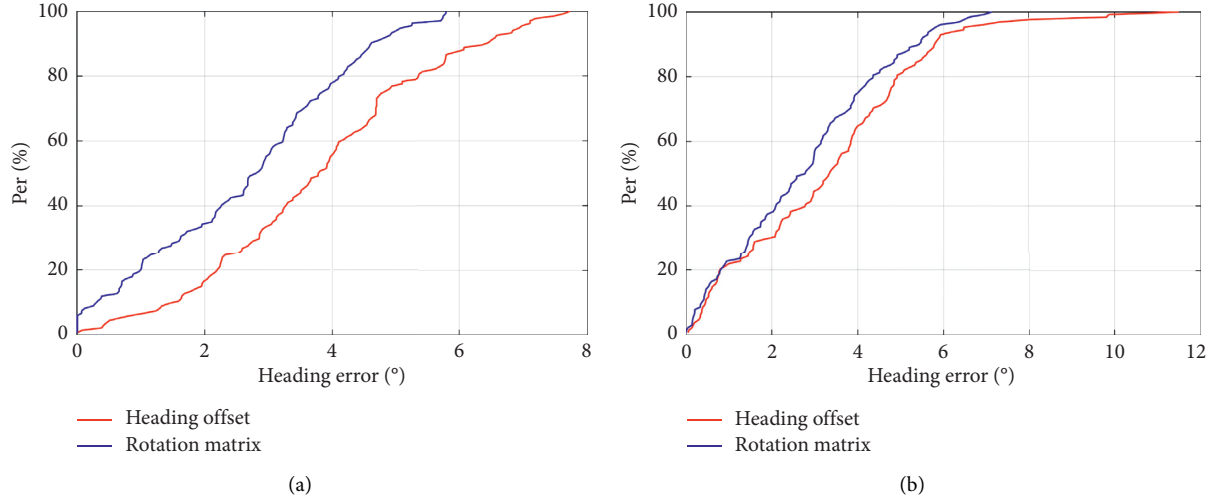 100
80
60
40
20
0
Per (%)
0 2 4 6 8
Heading error (°)
Heading offset
Rotation matrix
(a)
100
80
60
40
20
0
Per (%)
0 2 4 6 8 10 12
Heading error (°)
Heading offset
Rotation matrix
(b)